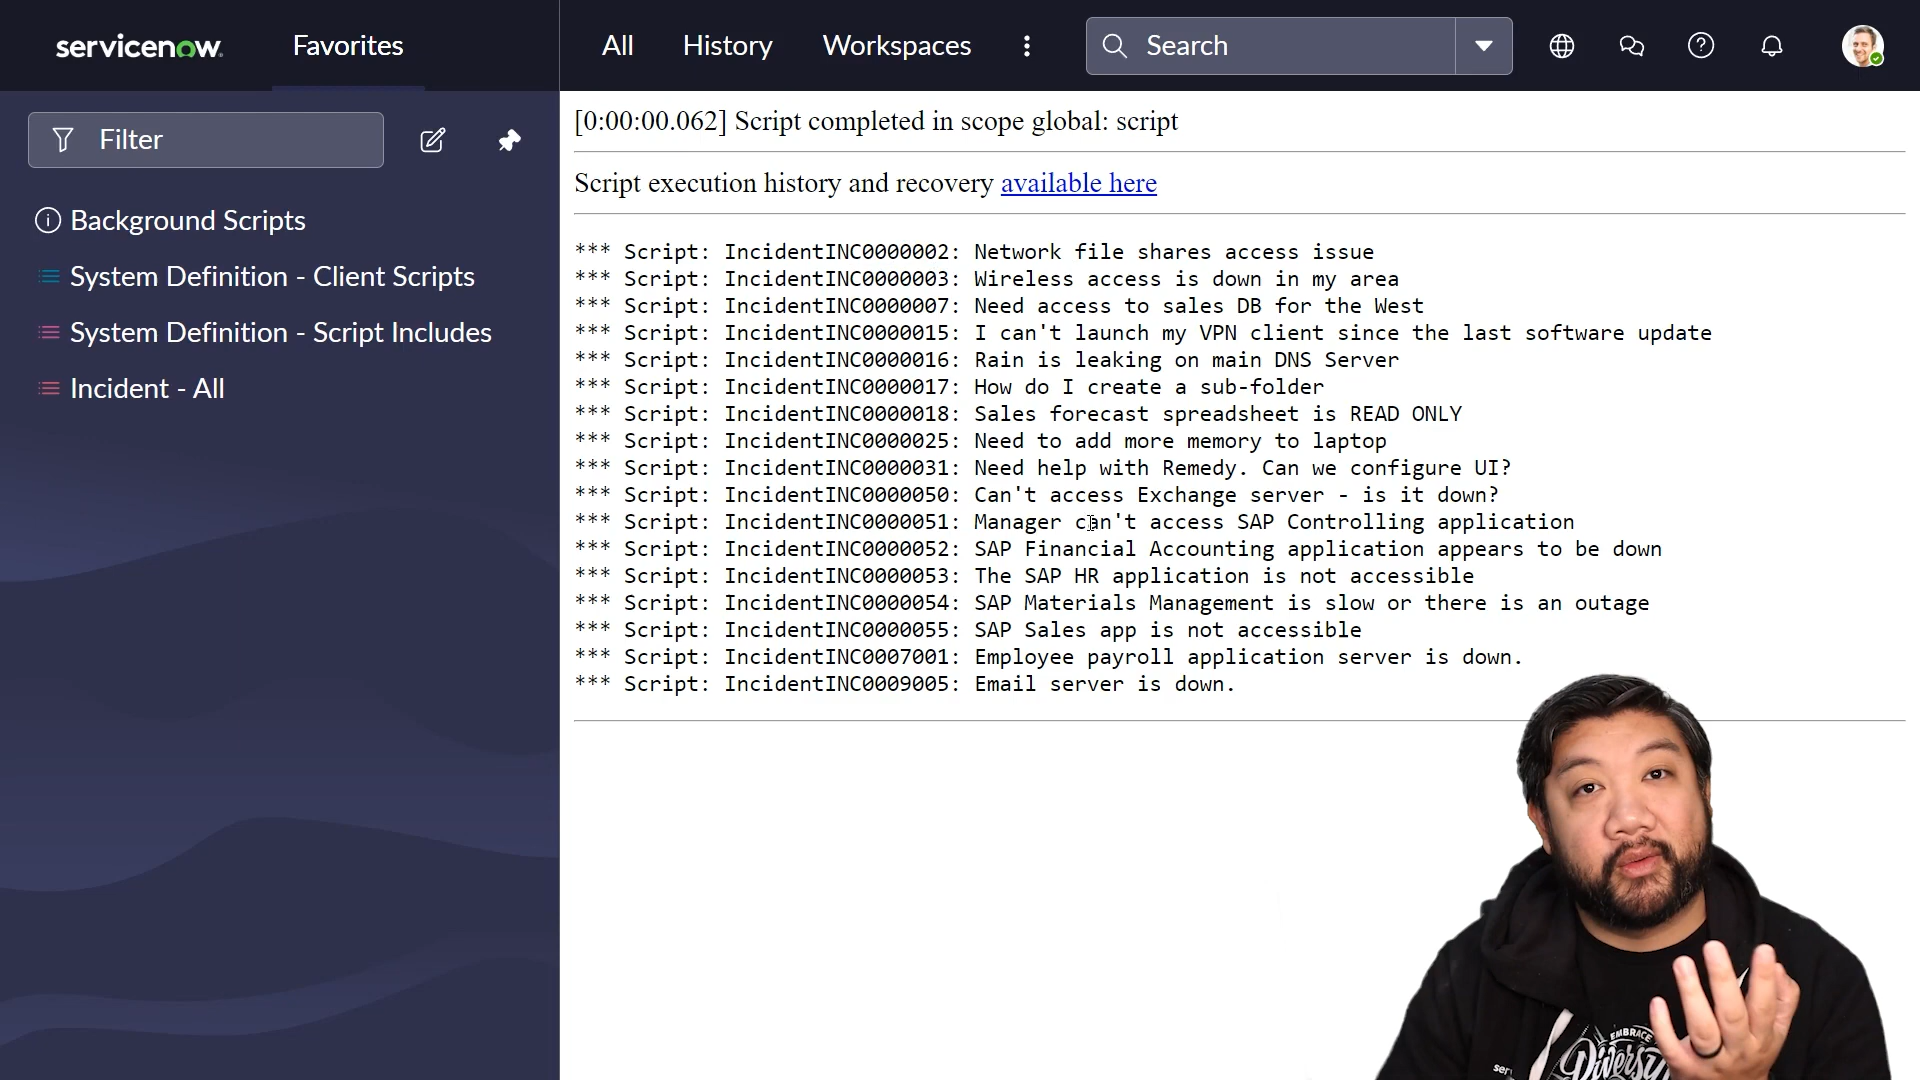 servicenow
Favorites
All
History
Workspaces
Search
Filter
Background Scripts
System Definition - Client Scripts
System Definition - Script Includes
Incident - All
[0:00:00.062] Script completed in scope global: script
Script execution history and recovery available here
*** Script: IncidentINC0000002: Network file shares access issue
*** Script: IncidentINC0000003: Wireless access is down in my area
*** Script: IncidentINC0000007: Need access to sales DB for the West
*** Script: IncidentINC0000015: I can't launch my VPN client since the last software update
*** Script: IncidentINC0000016: Rain is leaking on main DNS Server
*** Script: IncidentINC0000017: How do I create a sub-folder
*** Script: IncidentINC0000018: Sales forecast spreadsheet is READ ONLY
*** Script: IncidentINC0000025: Need to add more memory to laptop
*** Script: IncidentINC0000031: Need help with Remedy. Can we configure UI?
*** Script: IncidentINC0000050: Can't access Exchange server - is it down?
*** Script: IncidentINC0000051: Manager can't access SAP Controlling application
*** Script: IncidentINC0000052: SAP Financial Accounting application appears to be down
*** Script: IncidentINC0000053: The SAP HR application is not accessible
*** Script: IncidentINC0000054: SAP Materials Management is slow or there is an outage
*** Script: IncidentINC0000055: SAP Sales app is not accessible
*** Script: IncidentINC0007001: Employee payroll application server is down.
*** Script: IncidentINC0009005: Email server is down.
EMBRACE